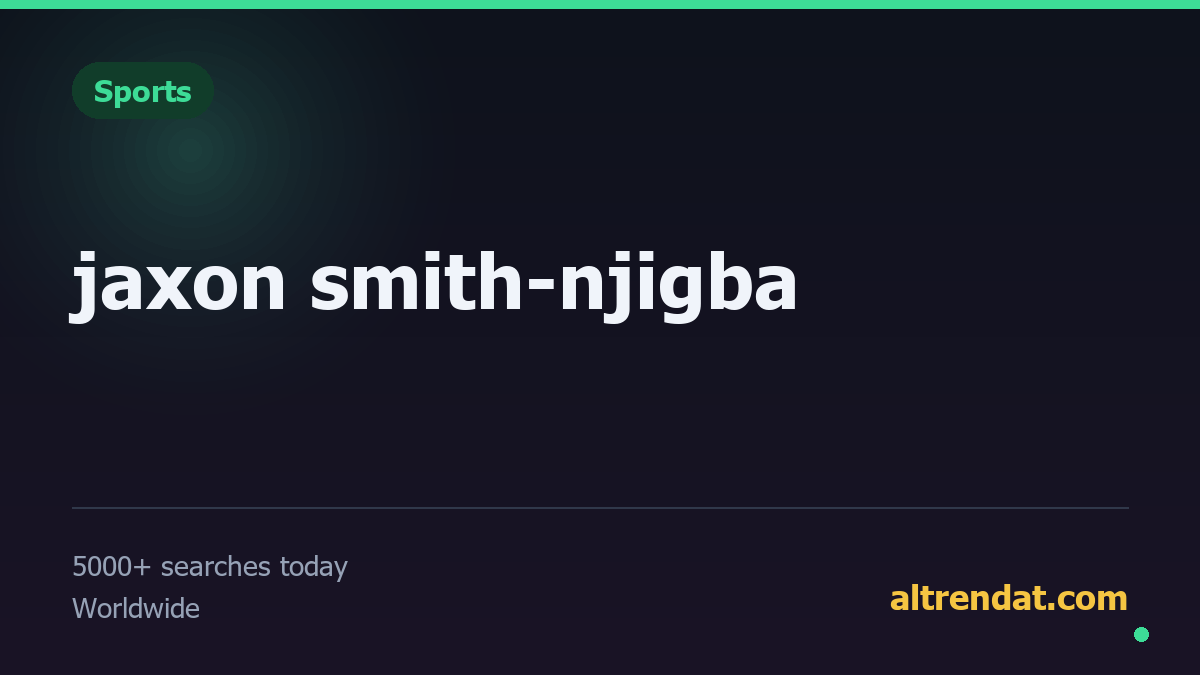 Sports
jaxon smith-njigba
5000+ searches today
Worldwide
altrendat.com